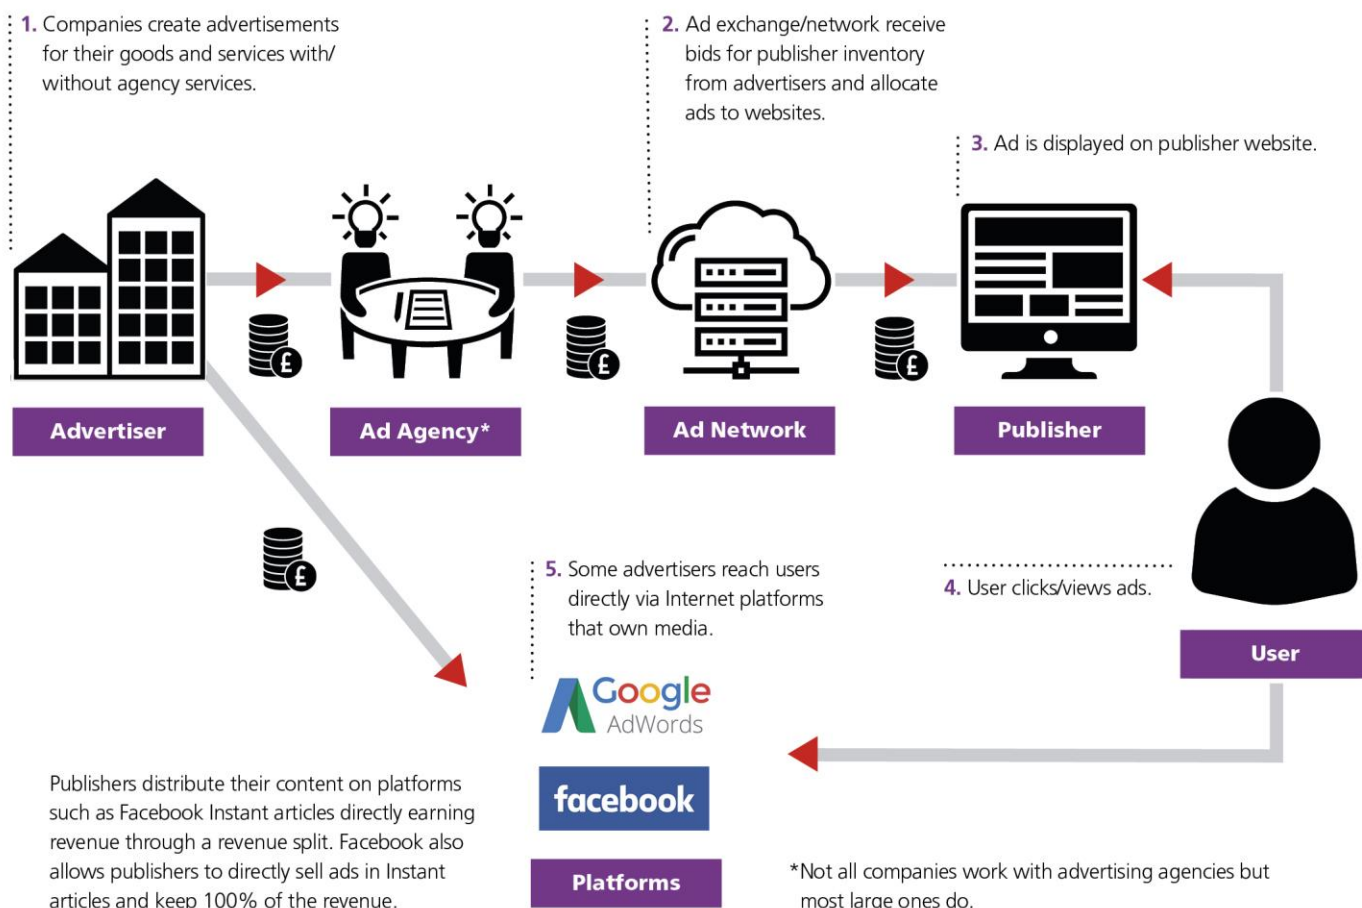 1. Companies create advertisements
for their goods and services with/
without agency services.
2. Ad exchange/network receive
bids for publisher inventory
from advertisers and allocate
ads to websites.
3. Ad is displayed on publisher website.
£
£
£
Advertiser
Ad Agency*
Ad Network
Publisher
£
5. Some advertisers reach users
directly via Internet platforms
that own media.
4. User clicks/views ads.
User
Google
AdWords
facebook
Platforms
Publishers distribute their content on platforms
such as Facebook Instant articles directly earning
revenue through a revenue split. Facebook also
allows publishers to directly sell ads in Instant
articles and keep 100% of the revenue.
*Not all companies work with advertising agencies but
most large ones do.